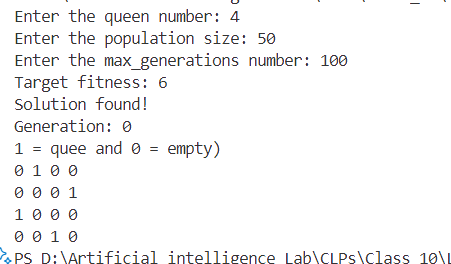 Enter the queen number: 4
Enter the population size: 50
Enter the max_generations number: 100
Target fitness: 6
Solution found!
Generation: 0
1 = quee and 0 = empty)
0 1 0 0
0 0 0 1
1 0 0 0
0 0 1 0
PS D:\Artificial intelligence Lab\CLPs\Class 10\L